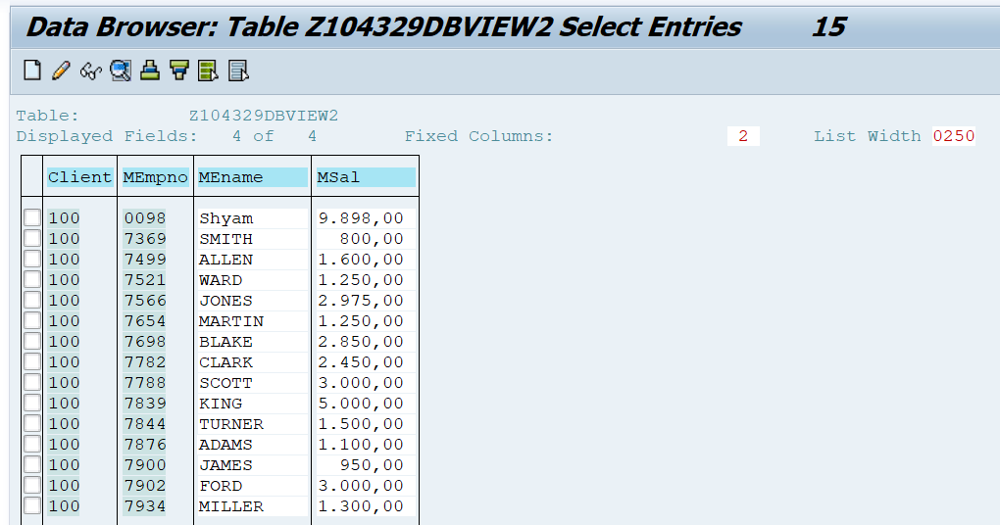 Data Browser: Table Z104329DBVIEW2 Select Entries 15
Table: Z104329DBVIEW2
Displayed Fields: 4 of 4 Fixed Columns: 2 List Width 0250
Client MEmpno MEname MSal
100 0098 Shyam 9.898,00
100 7369 SMITH 800,00
100 7499 ALLEN 1.600,00
100 7521 WARD 1.250,00
100 7566 JONES 2.975,00
100 7654 MARTIN 1.250,00
100 7698 BLAKE 2.850,00
100 7782 CLARK 2.450,00
100 7788 SCOTT 3.000,00
100 7839 KING 5.000,00
100 7844 TURNER 1.500,00
100 7876 ADAMS 1.100,00
100 7900 JAMES 950,00
100 7902 FORD 3.000,00
100 7934 MILLER 1.300,00